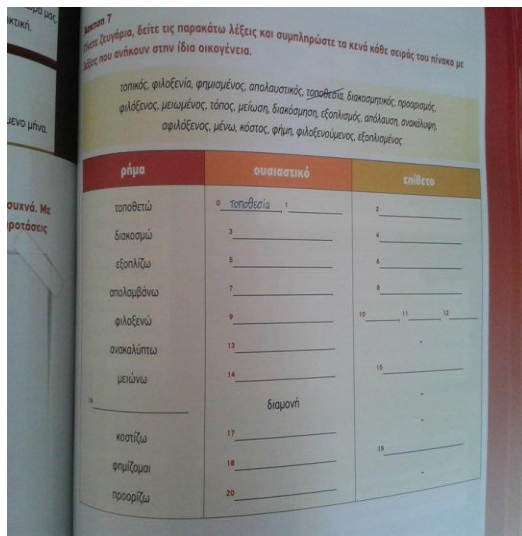 Άσκηση 7
Γίνετε ζευγάρια, δείτε τις παρακάτω λέξεις και συμπληρώστε τα κενά κάθε σειράς του πίνακα με
λέξεις που ανήκουν στην ίδια οικογένεια.
τοπικός, φιλοξενία, φημισμένος, απολαυστικός, τοποθεσία, διακοσμητικός, προορισμός,
φιλόξενος, μειωμένος, τόπος, μείωση, διακόσμηση, εξοπλισμός, απόλαυση, ανακάλυψη,
αφιλόξενος, μένω, κόστος, φήμη, φιλοξενούμενος, εξοπλισμένος
ρήμα ουσιαστικό επίθετο
τοποθετώ 0 τοποθεσία, 1 2
διακοσμώ 3 4
εξοπλίζω 5 6
απολαμβάνω 7 8
φιλοξενώ 9 10 11 12
ανακαλύπτω 13 -
μειώνω 14 15
16 διαμονή -
κοστίζω 17 -
φημίζομαι 18 19
προορίζω 20 -
μας,
κτική.
μενο μήνα.
συχνά. Με
προτάσεις